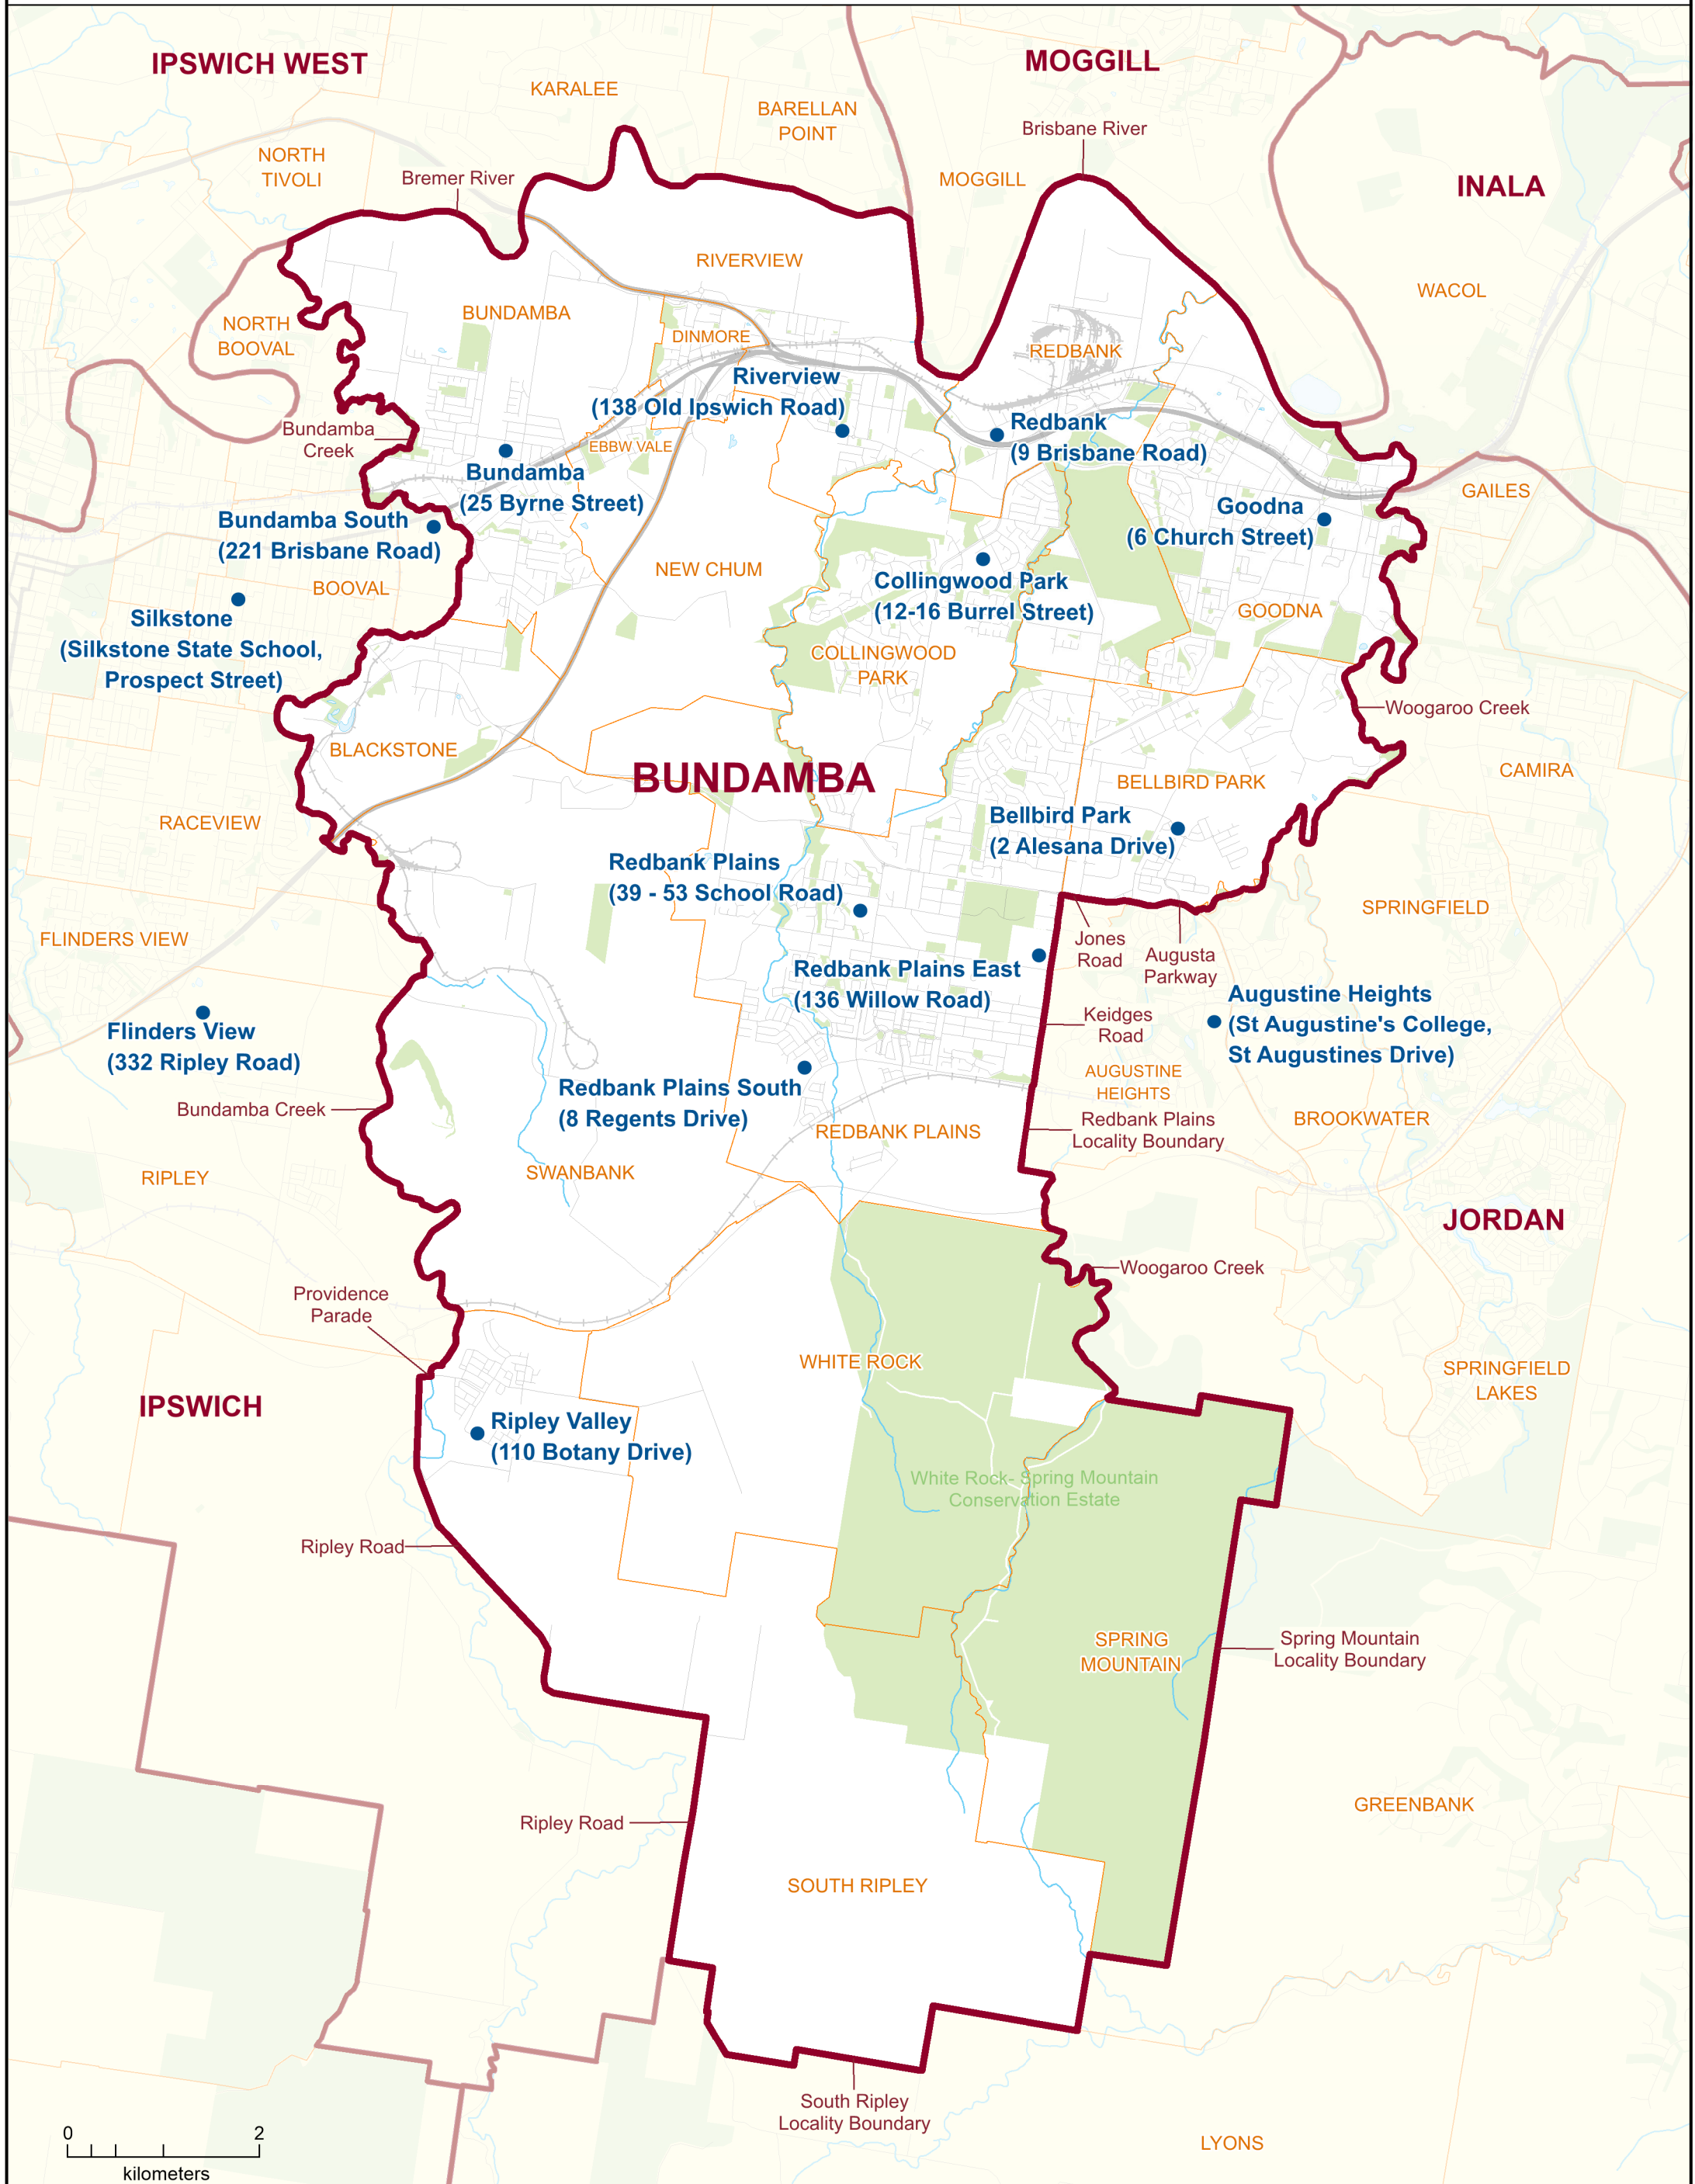 IPSWICH WEST
MOGGILL
KARALEE
BARELLAN
POINT
Brisbane River
NORTH
TIVOLI
Bremer River
MOGGILL
INALA
RIVERVIEW
WACOL
BUNDAMBA
NORTH
BOOVAL
DINMORE
REDBANK
Riverview
(138 Old Ipswich Road)
Redbank
(9 Brisbane Road)
Bundamba
Creek
EBBW VALE
Bundamba
(25 Byrne Street)
GAILES
Goodna
(6 Church Street)
Bundamba South
(221 Brisbane Road)
BOOVAL
NEW CHUM
Collingwood Park
(12-16 Burrel Street)
GOODNA
Silkstone
(Silkstone State School,
Prospect Street)
COLLINGWOOD
PARK
Woogaroo Creek
BLACKSTONE
BUNDAMBA
BELLBIRD PARK
CAMIRA
RACEVIEW
Bellbird Park
(2 Alesana Drive)
Redbank Plains
(39 - 53 School Road)
SPRINGFIELD
FLINDERS VIEW
Jones
Road
Augusta
Parkway
Redbank Plains East
(136 Willow Road)
Augustine Heights
(St Augustine's College,
St Augustines Drive)
Keidges
Road
Flinders View
(332 Ripley Road)
AUGUSTINE
HEIGHTS
Redbank Plains South
(8 Regents Drive)
Bundamba Creek
Redbank Plains
Locality Boundary
BROOKWATER
REDBANK PLAINS
SWANBANK
RIPLEY
JORDAN
Woogaroo Creek
Providence
Parade
WHITE ROCK
SPRINGFIELD
LAKES
IPSWICH
Ripley Valley
(110 Botany Drive)
White Rock- Spring Mountain
Conservation Estate
Ripley Road
SPRING
MOUNTAIN
Spring Mountain
Locality Boundary
GREENBANK
Ripley Road
SOUTH RIPLEY
South Ripley
Locality Boundary
LYONS
0 2
kilometers